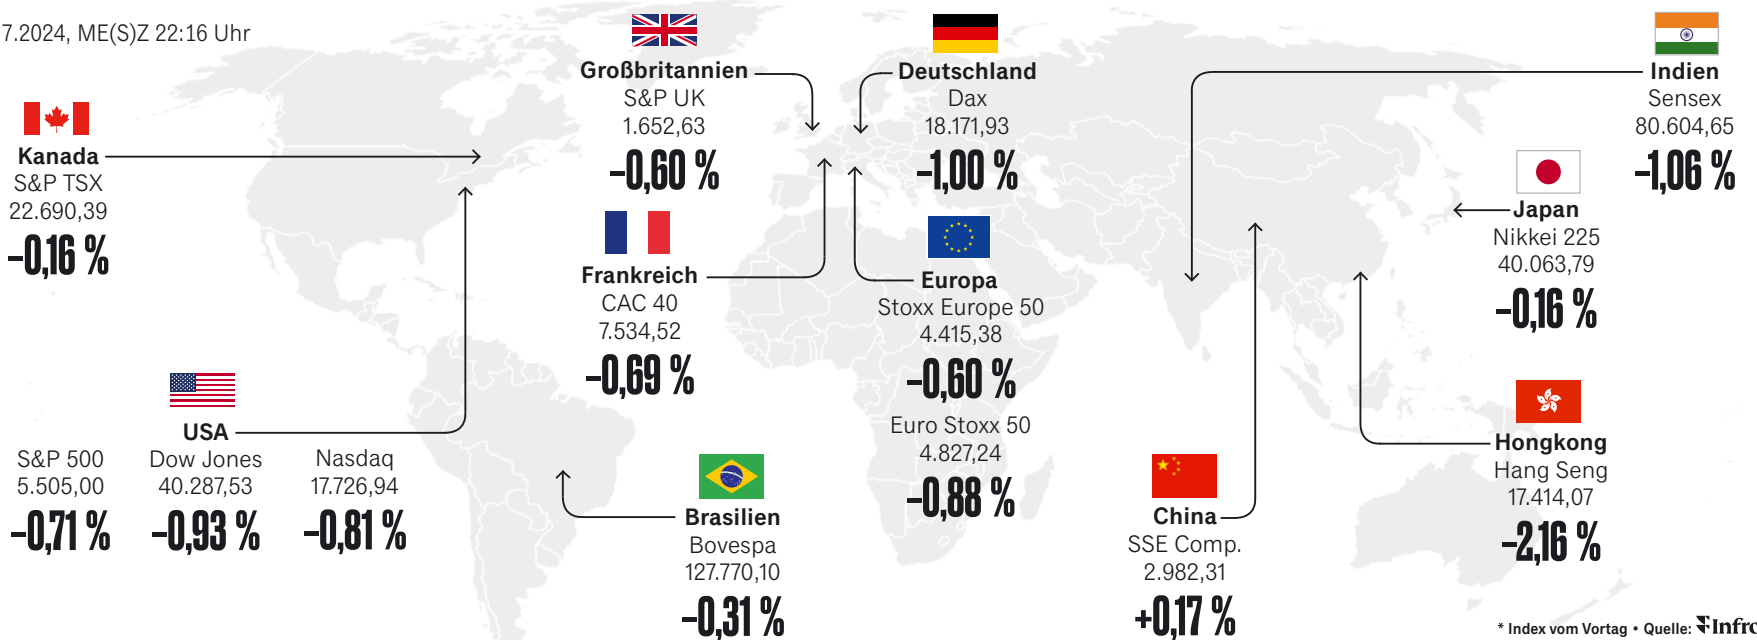 7.2024, ME(S)Z 22:16 Uhr
Kanada
S&P TSX
22.690,39
–0,16 %
Großbritannien
S&P UK
1.652,63
–0,60 %
Deutschland
Dax
18.171,93
–1,00 %
Indien
Sensex
80.604,65
–1,06 %
Japan
Nikkei 225
40.063,79
–0,16 %
Frankreich
CAC 40
7.534,52
–0,69 %
Europa
Stoxx Europe 50
4.415,38
–0,60 %
Euro Stoxx 50
4.827,24
–0,88 %
USA
S&P 500
5.505,00
–0,71 %
Dow Jones
40.287,53
–0,93 %
Nasdaq
17.726,94
–0,81 %
Brasilien
Bovespa
127.770,10
–0,31 %
China
SSE Comp.
2.982,31
+0,17 %
Hongkong
Hang Seng
17.414,07
–2,16 %
* Index vom Vortag • Quelle: